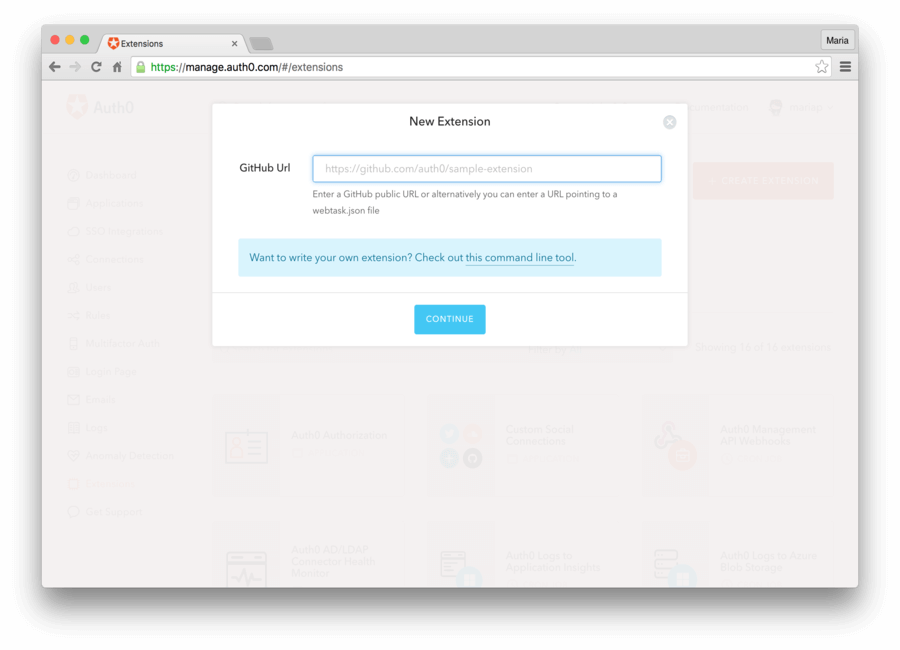 Extensions
Maria
https://manage.auth0.com/#/extensions
Auth0
New Extension
GitHub Url
https://github.com/auth0/sample-extension
Enter a GitHub public URL or alternatively you can enter a URL pointing to a
webtask.json file
Want to write your own extension? Check out this command line tool.
CONTINUE
+ CREATE EXTENSION
Dashboard
Applications
SSO Integrations
Connections
Users
Rules
Multifactor Auth
Login Page
Emails
Logs
Anomaly Detection
Extensions
Get Support
Auth0 Authorization
Custom Social
Connections
Auth0 Management
API Webhooks
Auth0 AD/LDAP
Connector Health
Monitor
Auth0 Logs to
Application Insights
Auth0 Logs to Azure
Blob Storage